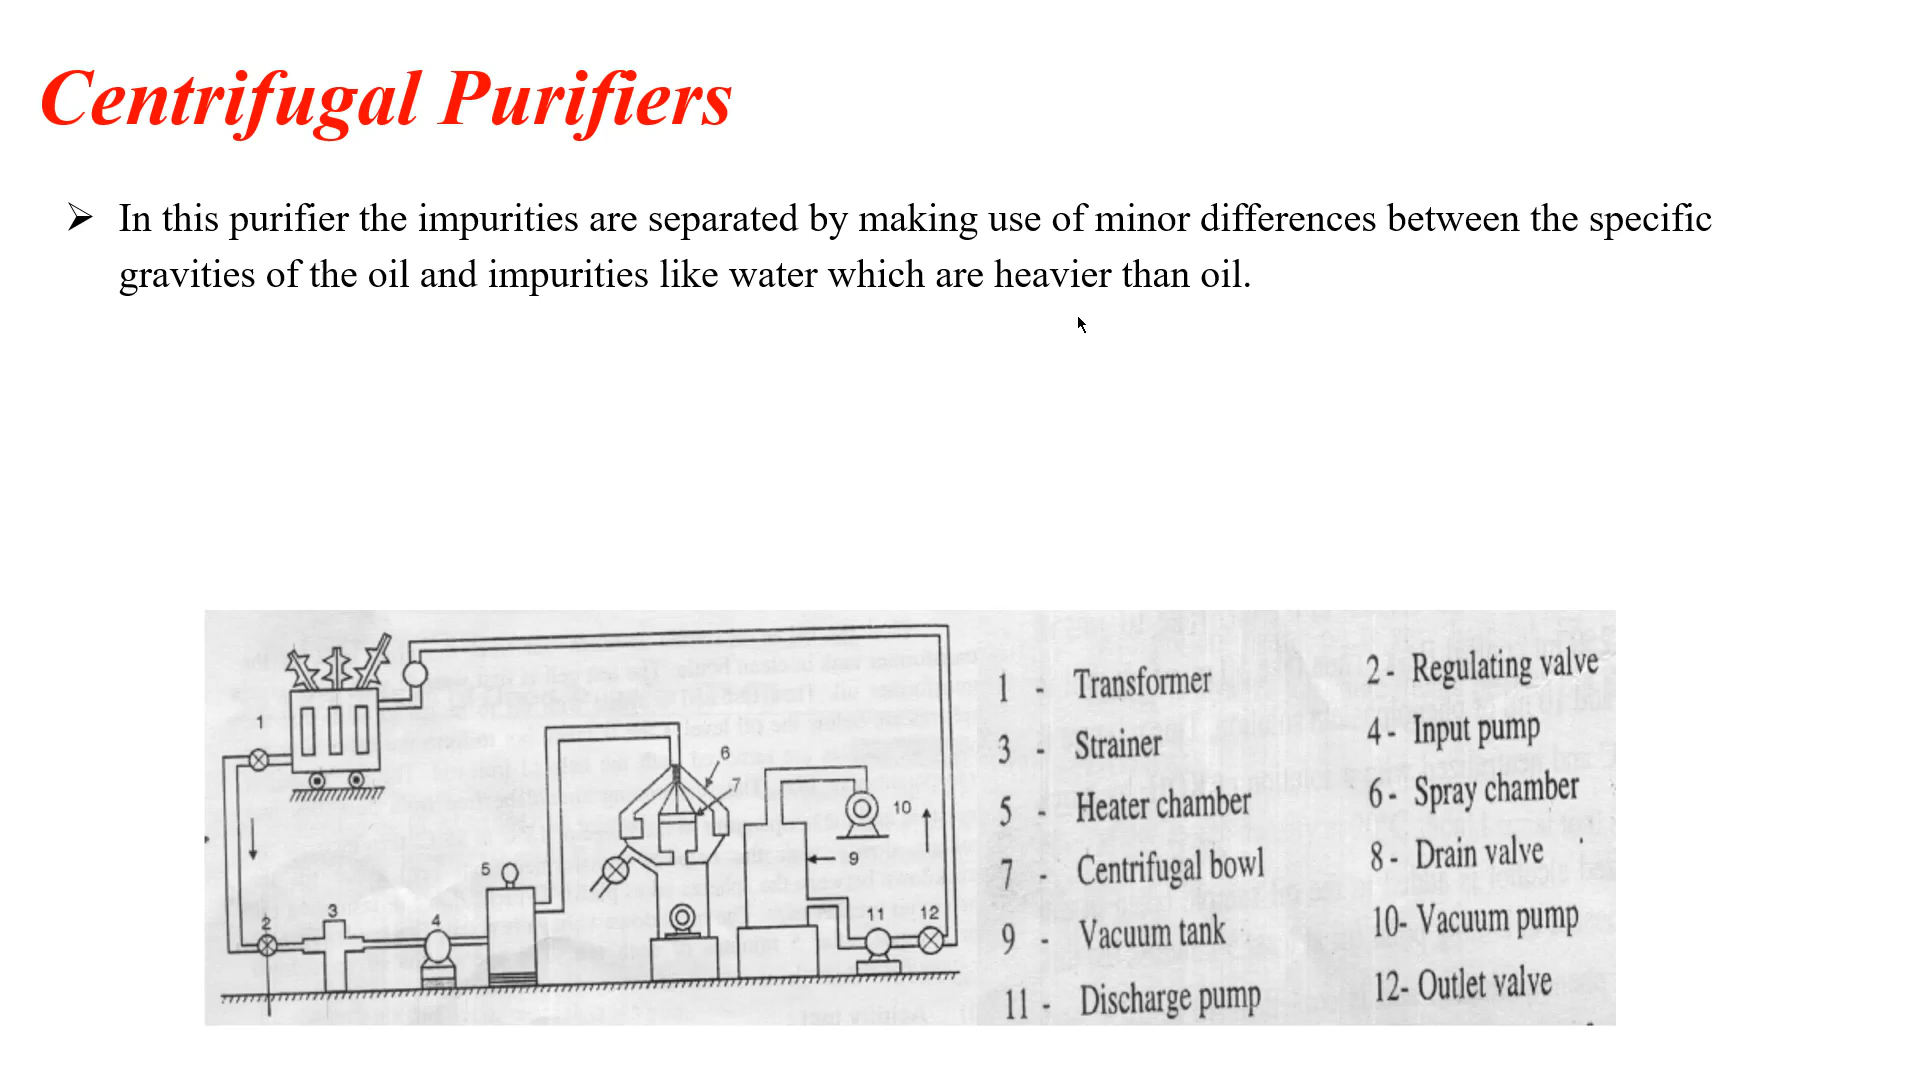 Centrifugal Purifiers
In this purifier the impurities are separated by making use of minor differences between the specific
gravities of the oil and impurities like water which are heavier than oil.
1
2
3
4
5
6
7
9
10
11
12
1 - Transformer
2 - Regulating valve
3 - Strainer
4 - Input pump
5 - Heater chamber
6 - Spray chamber
7 - Centrifugal bowl
8 - Drain valve
9 - Vacuum tank
10- Vacuum pump
11 - Discharge pump
12- Outlet valve